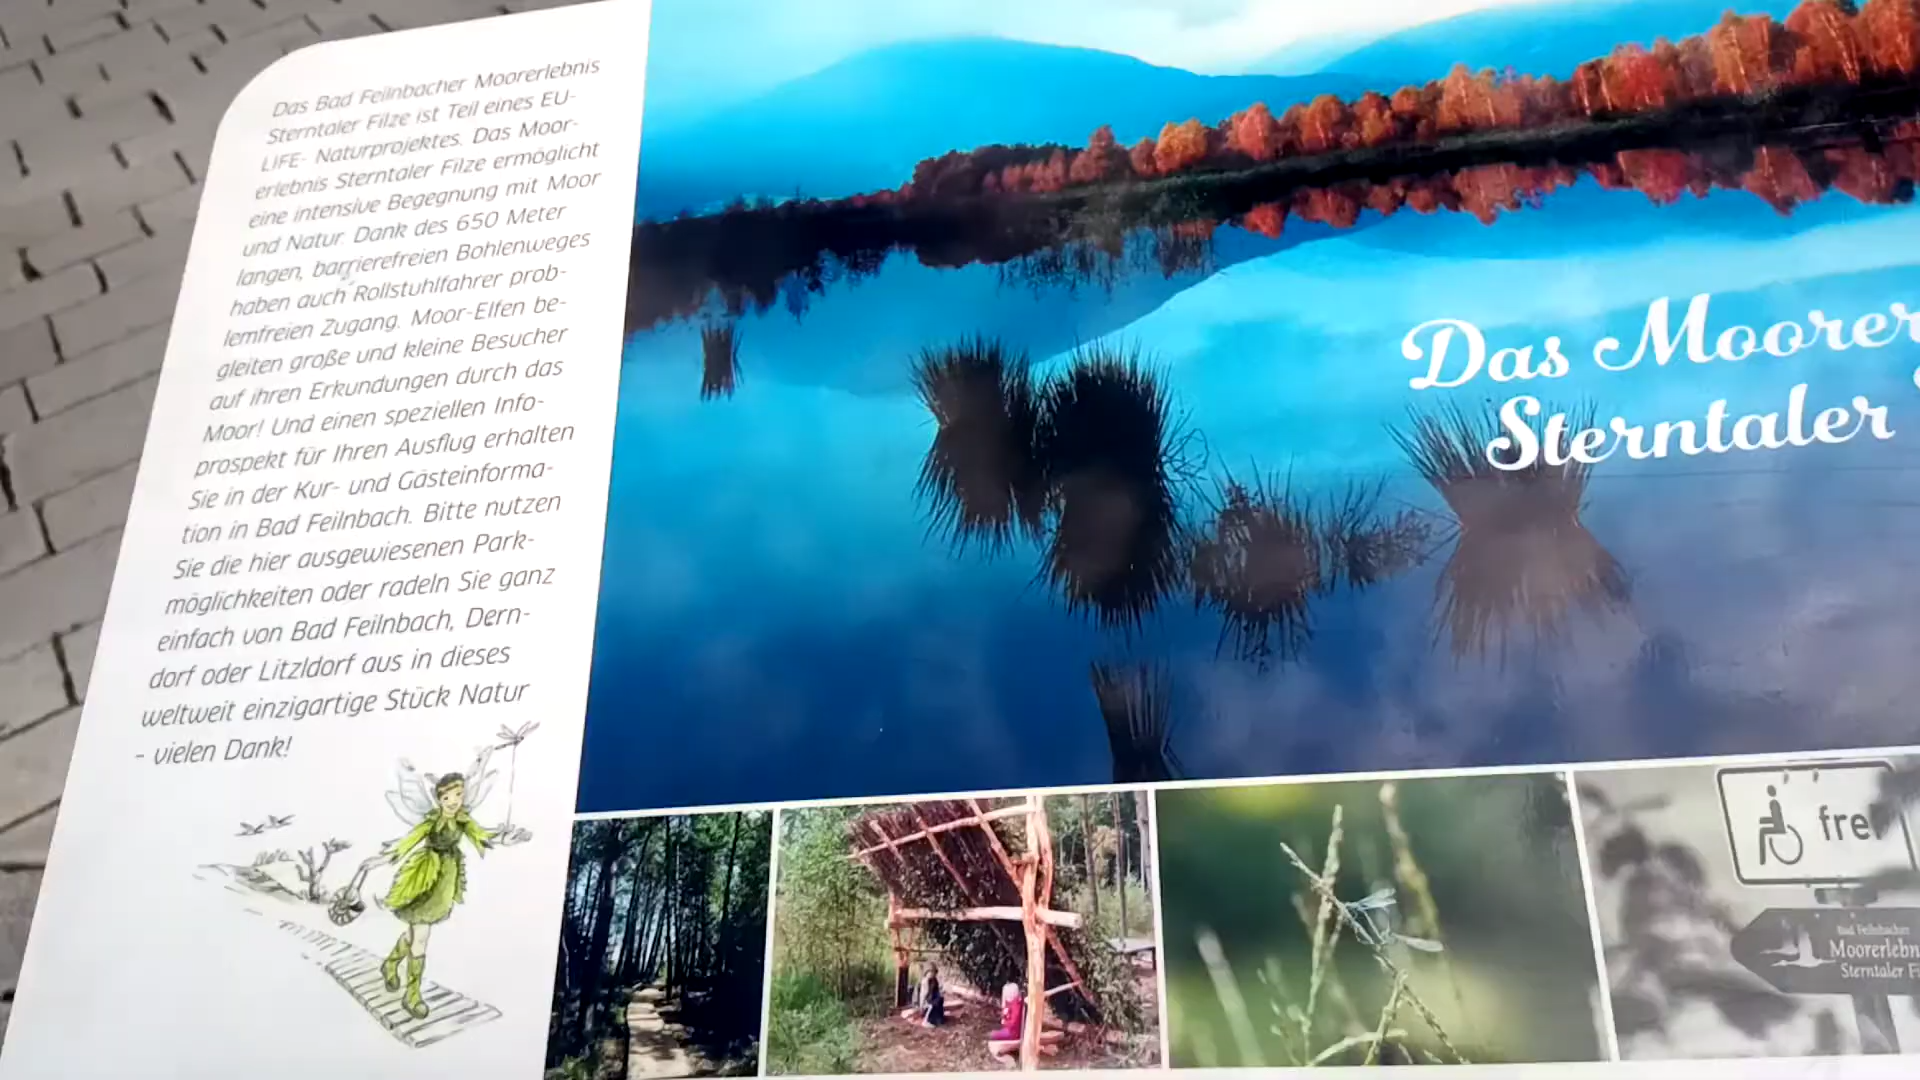 Das Bad Feilnbacher Moorerlebnis
Sterntaler Filze ist Teil eines EU-
LIFE- Naturprojektes. Das Moor-
erlebnis Sterntaler Filze ermöglicht
eine intensive Begegnung mit Moor
und Natur. Dank des 650 Meter
langen, barrierefreien Bohlenweges
haben auch Rollstuhlfahrer prob-
lemfreien Zugang. Moor-Elfen be-
gleiten große und kleine Besucher
auf ihren Erkundungen durch das
Moor! Und einen speziellen Info-
prospekt für Ihren Ausflug erhalten
Sie in der Kur- und Gästeinforma-
tion in Bad Feilnbach. Bitte nutzen
Sie die hier ausgewiesenen Park-
möglichkeiten oder radeln Sie ganz
einfach von Bad Feilnbach, Dern-
dorf oder Litzldorf aus in dieses
weltweit einzigartige Stück Natur
- vielen Dank!
Das Moorer
Sterntaler
frei
Bad Feilnbacher
Moorerlebn
Sterntaler Fi